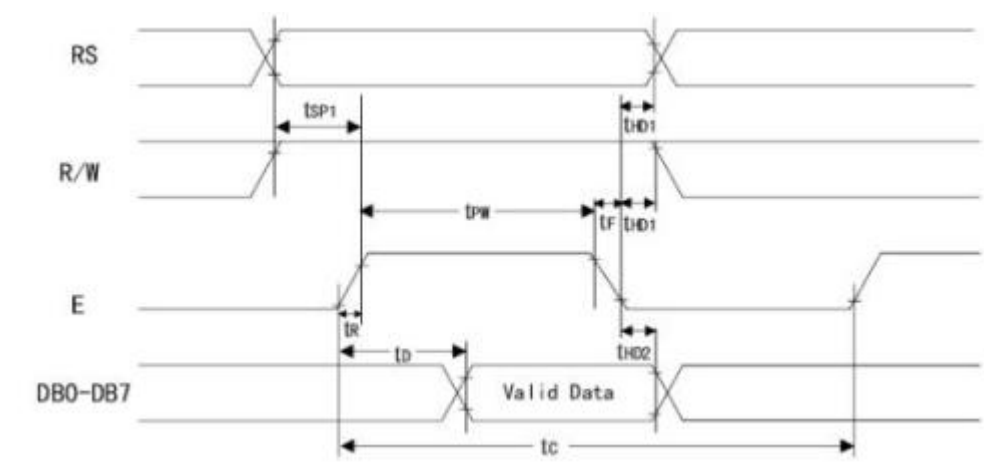 RS
tSP1
tHD1
R/W
tPW
tF tHD1
E
tR
tD
tHD2
DB0-DB7 Valid Data
tC